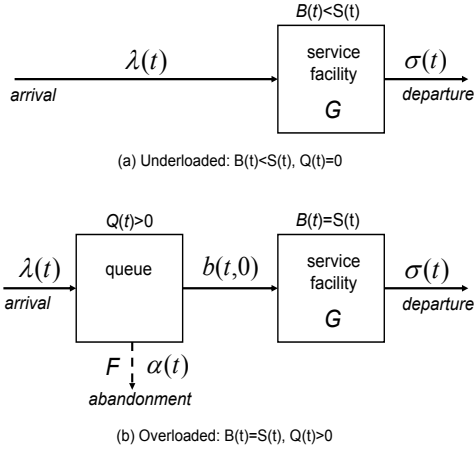 B(t)<S(t)
λ(t)
service
facility
G
σ(t)
arrival
departure
(a) Underloaded: B(t)<S(t), Q(t)=0
Q(t)>0
B(t)=S(t)
λ(t)
queue
b(t,0)
service
facility
G
σ(t)
arrival
departure
F
α(t)
abandonment
(b) Overloaded: B(t)=S(t), Q(t)>0